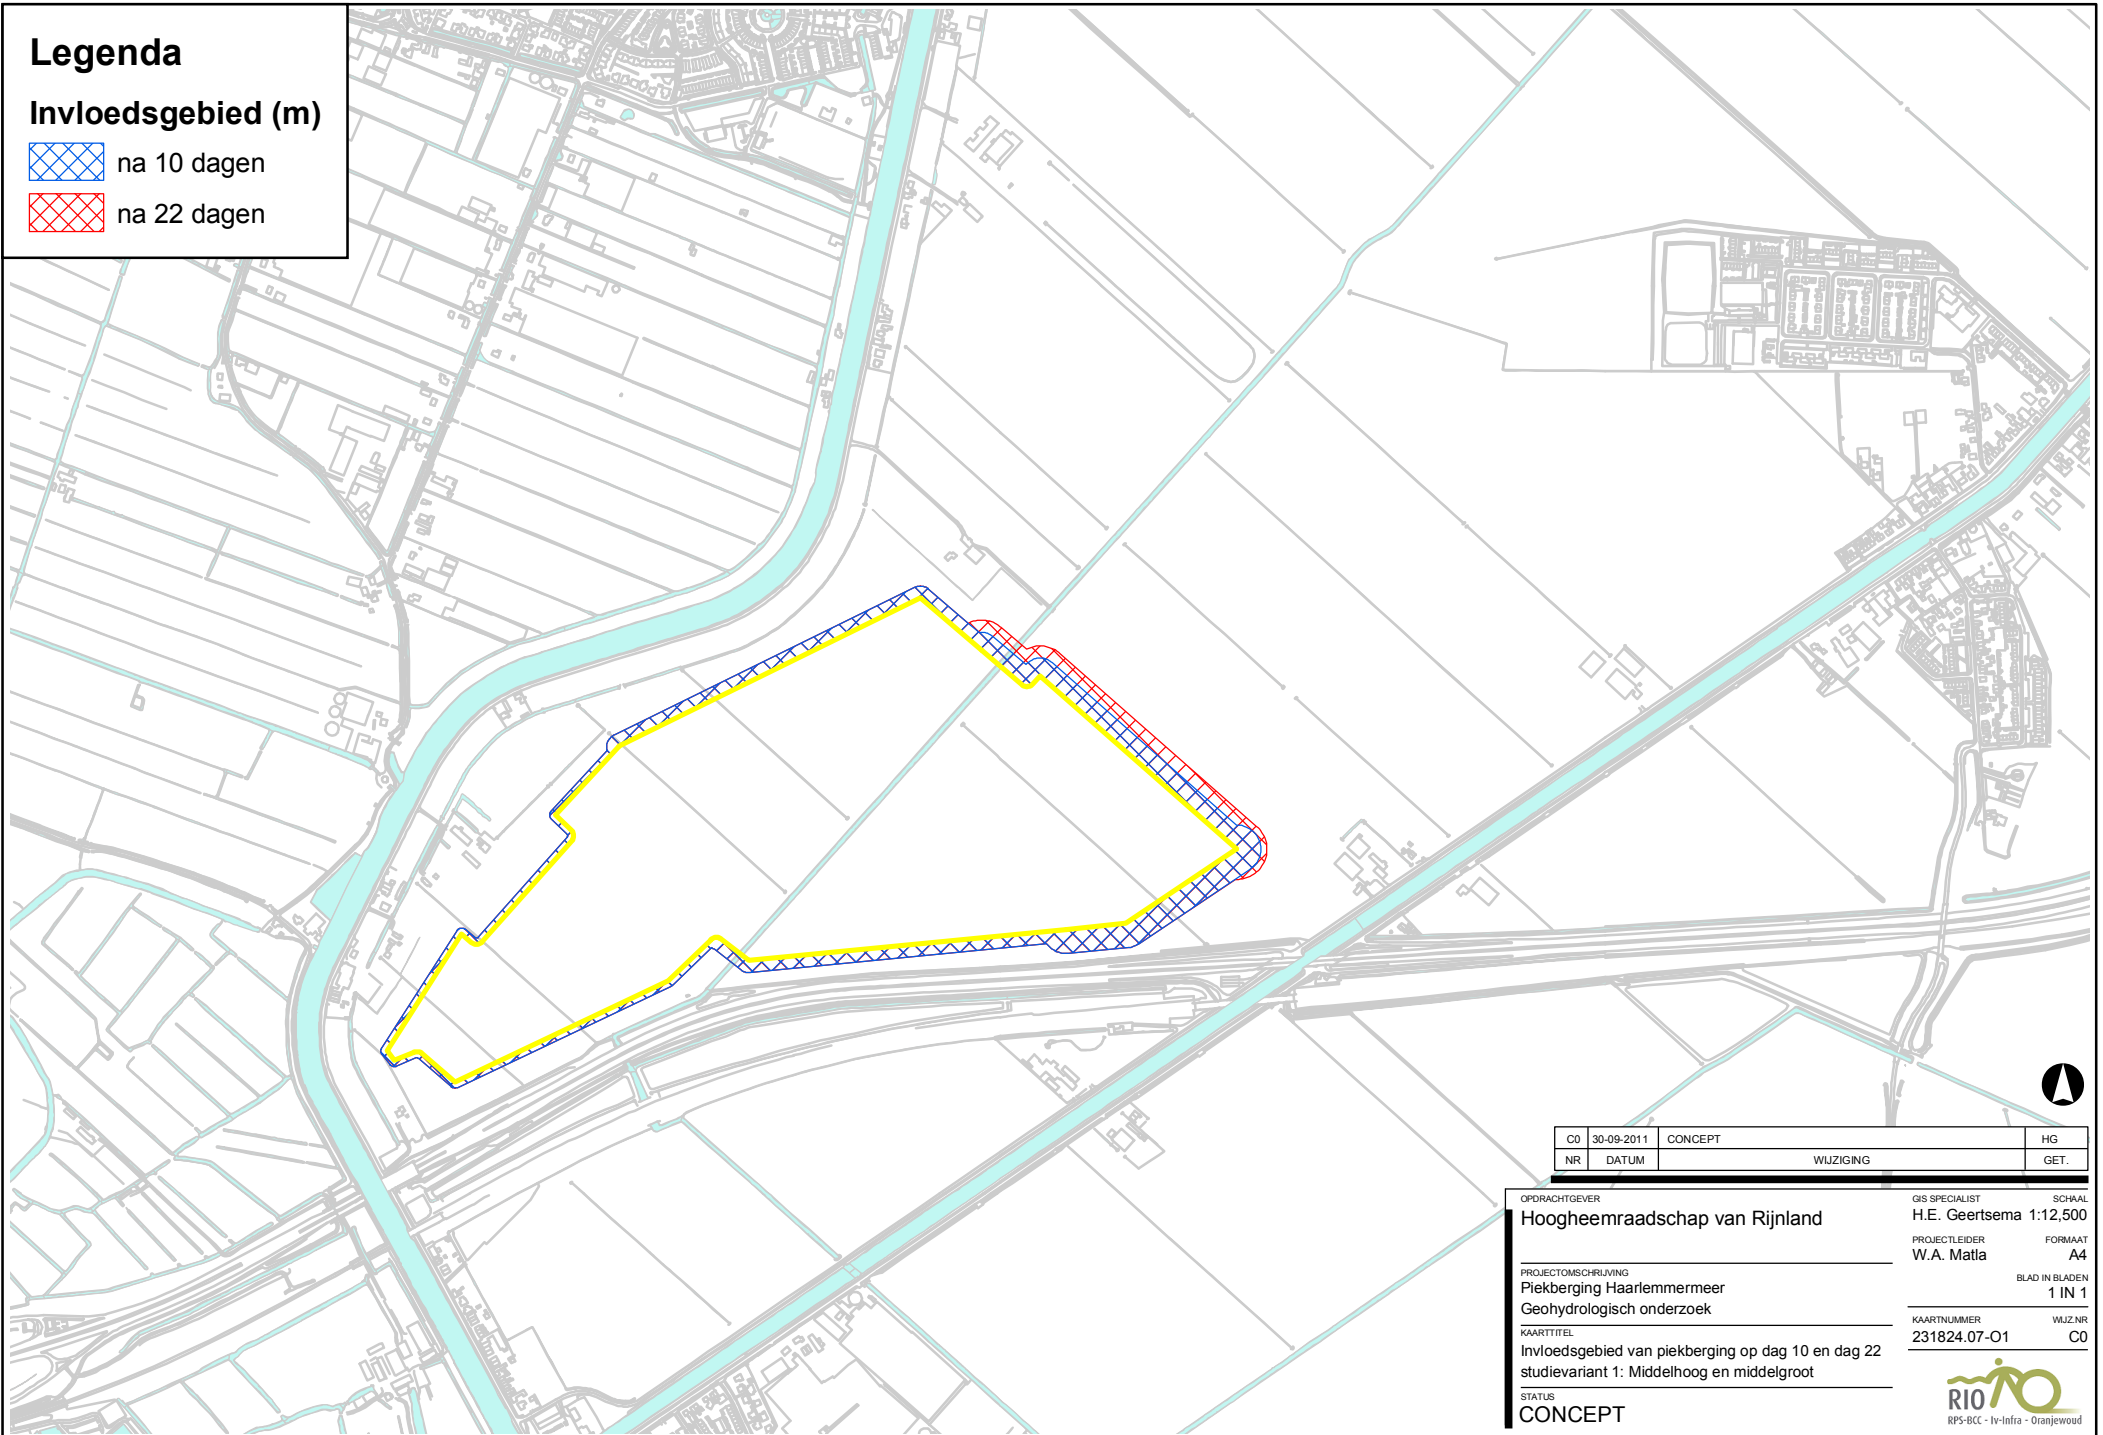 Legenda
Invloedsgebied (m)
na 10 dagen
na 22 dagen
C0 30-09-2011 CONCEPT HG
NR DATUM WIJZIGING GET.
OPDRACHTGEVER
Hoogheemraadschap van Rijnland
GIS SPECIALIST SCHAAL
H.E. Geertsema 1:12,500
PROJECTLEIDER FORMAAT
W.A. Matla A4
PROJECTOMSCHRIJVING
Piekberging Haarlemmermeer
Geohydrologisch onderzoek
BLAD IN BLADEN
1 IN 1
KAARTNUMMER WIJZ.NR
231824.07-O1 C0
KAARTTITEL
Invloedsgebied van piekberging op dag 10 en dag 22
studievariant 1: Middelhoog en middelgroot
STATUS
CONCEPT
RIO
RPS-BCC - Iv-Infra - Oranjewoud